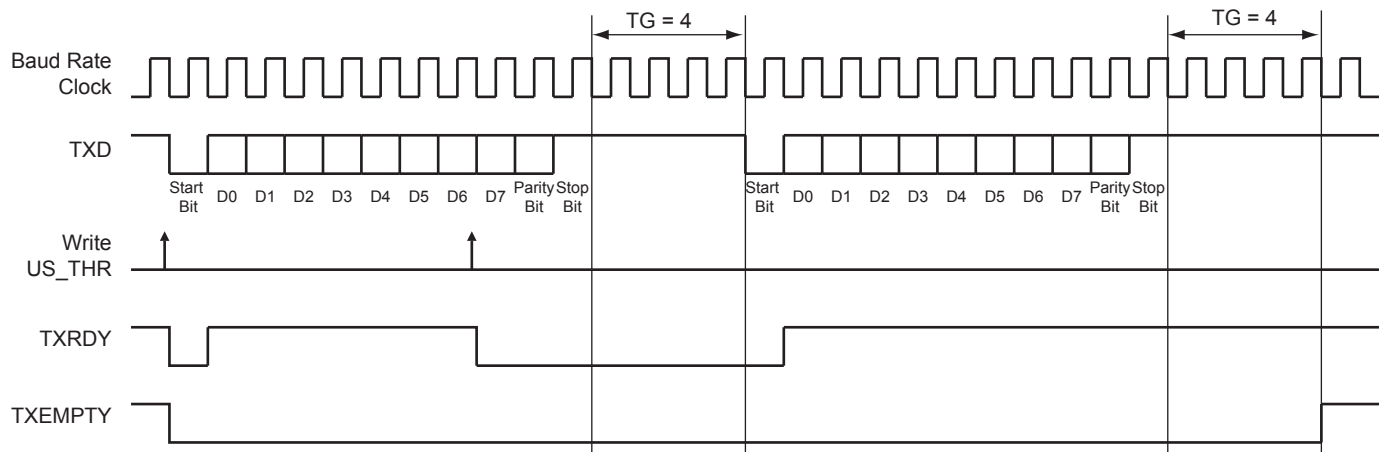 TG = 4
TG = 4
Baud Rate
Clock
TXD
Start
Bit
D0
D1
D2
D3
D4
D5
D6
D7
Parity
Bit
Stop
Bit
Start
Bit
D0
D1
D2
D3
D4
D5
D6
D7
Parity
Bit
Stop
Bit
Write
US_THR
TXRDY
TXEMPTY